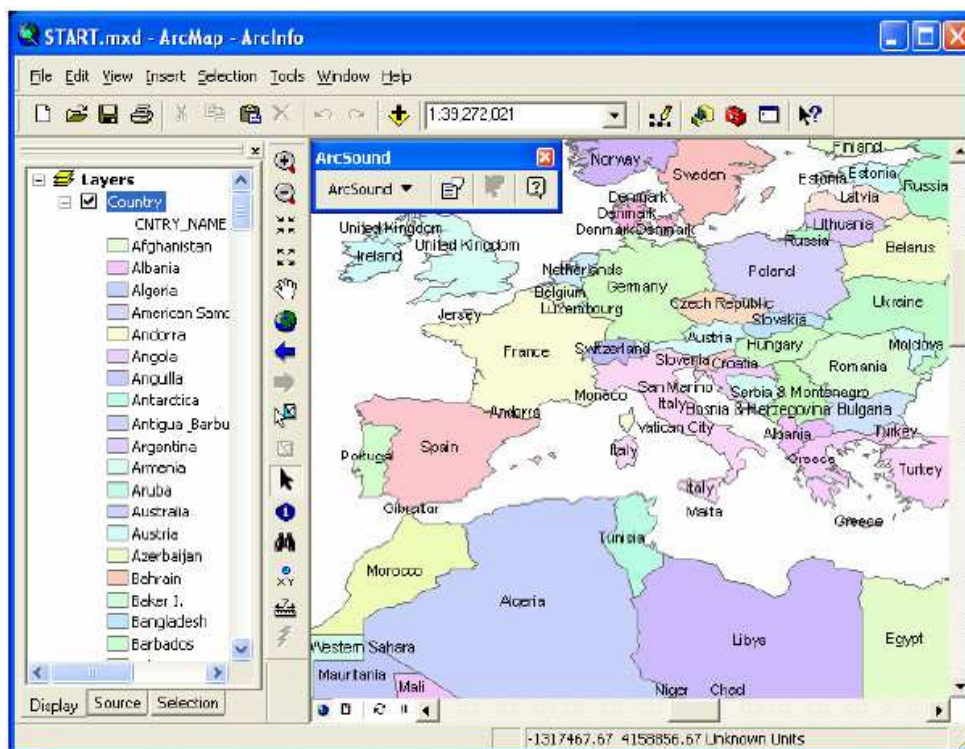 START.mxd - ArcMap - ArcInfo
File Edit View Insert Selection Tools Window Help
1:39,272,021
Layers
Country
CNTRY_NAME
Afghanistan
Albania
Algeria
American Samo
Andorra
Angola
Anguilla
Antarctica
Antigua_Barbu
Argentina
Armenia
Aruba
Australia
Austria
Azerbaijan
Bahrain
Baker I.
Bangladesh
Barbados
Display Source Selection
ArcSound
ArcSound
Norway
Sweden
Finland
Estonia Estonia
Russia
Latvia
Denmark
Denmark
Denmark Denmark
Lithuania
Russia
Belarus
United Kingdom
United Kingdom
Ireland
Netherlands
Germany
Poland
Belgium
Luxembourg
Czech Republic
Ukraine
Jersey
Slovakia
France
Switzerland
Austria
Hungary
Moldova
Slovenia
Croatia
Romania
San Marino
Monaco
Italy
Serbia & Montenegro
Bosnia & Herzegovina
Bulgaria
Andorra
Vatican City
Albania
Turkey
Portugal
Spain
Italy
Greece
Turkey
Italy
Gibraltar
Malta
Greece
Tunisia
Morocco
Algeria
Libya
Egypt
Western Sahara
Mauritania
Mali
Niger
Chad
-1317467.67 4158856.67 Unknown Units